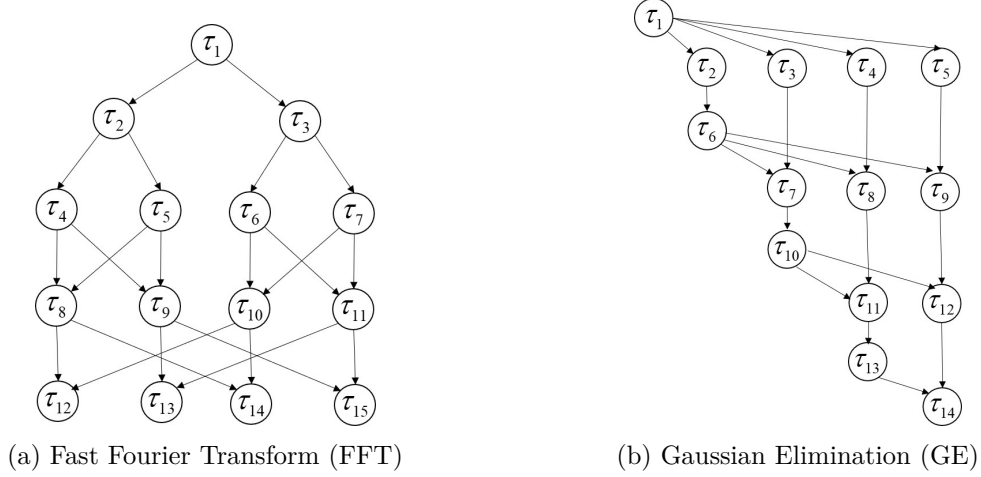 τ1
τ2 τ3
τ4 τ5 τ6 τ7
τ8 τ9 τ10 τ11
τ12 τ13 τ14 τ15
(a) Fast Fourier Transform (FFT)
τ1
τ2 τ3 τ4 τ5
τ6
τ7 τ8 τ9
τ10
τ11 τ12
τ13
τ14
(b) Gaussian Elimination (GE)